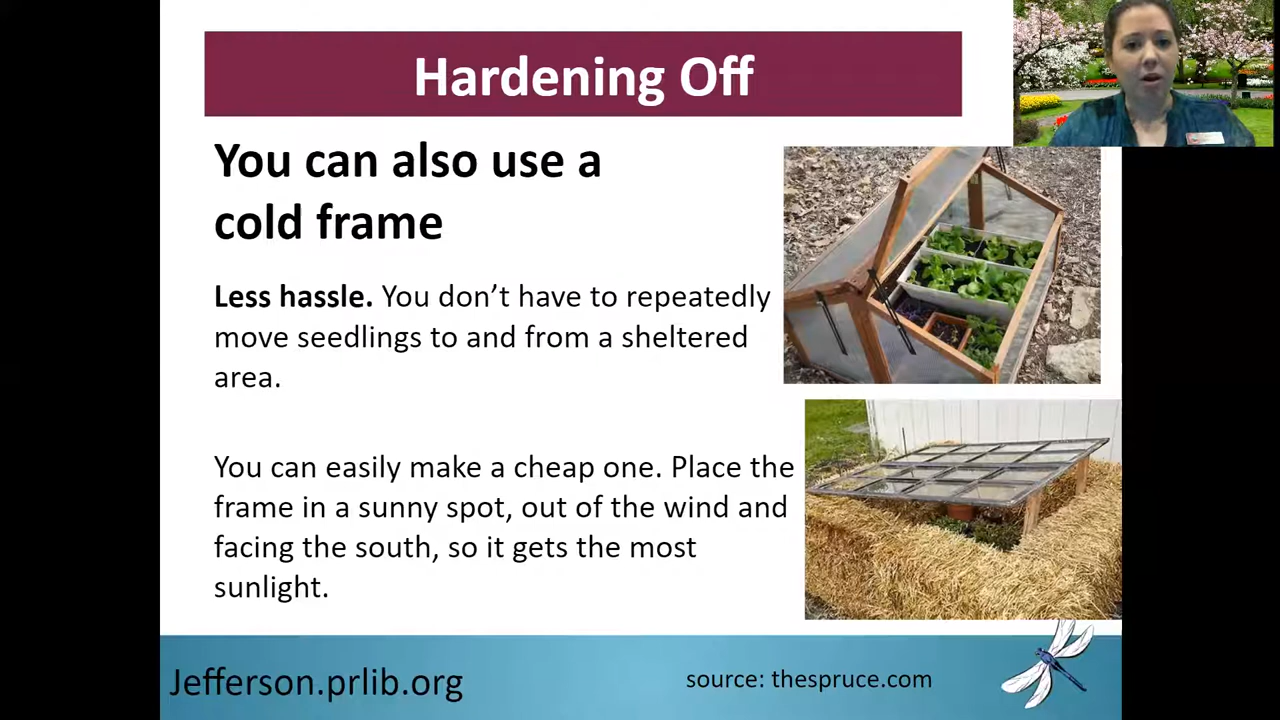 Hardening Off
You can also use a
cold frame
Less hassle. You don’t have to repeatedly
move seedlings to and from a sheltered
area.
You can easily make a cheap one. Place the
frame in a sunny spot, out of the wind and
facing the south, so it gets the most
sunlight.
Jefferson.prlib.org
source: thespruce.com